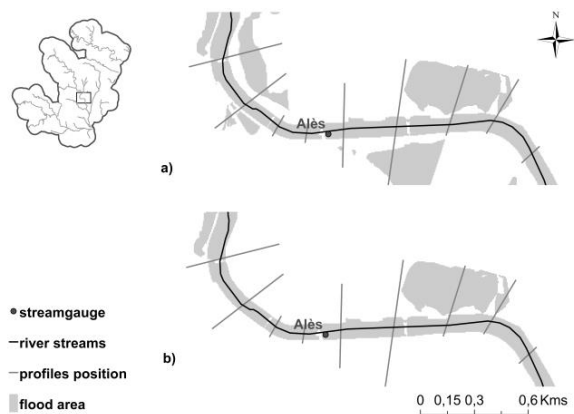 N
Alès
a)
Alès
b)
streamgauge
river streams
profiles position
flood area
0 0,15 0,3 0,6 Kms